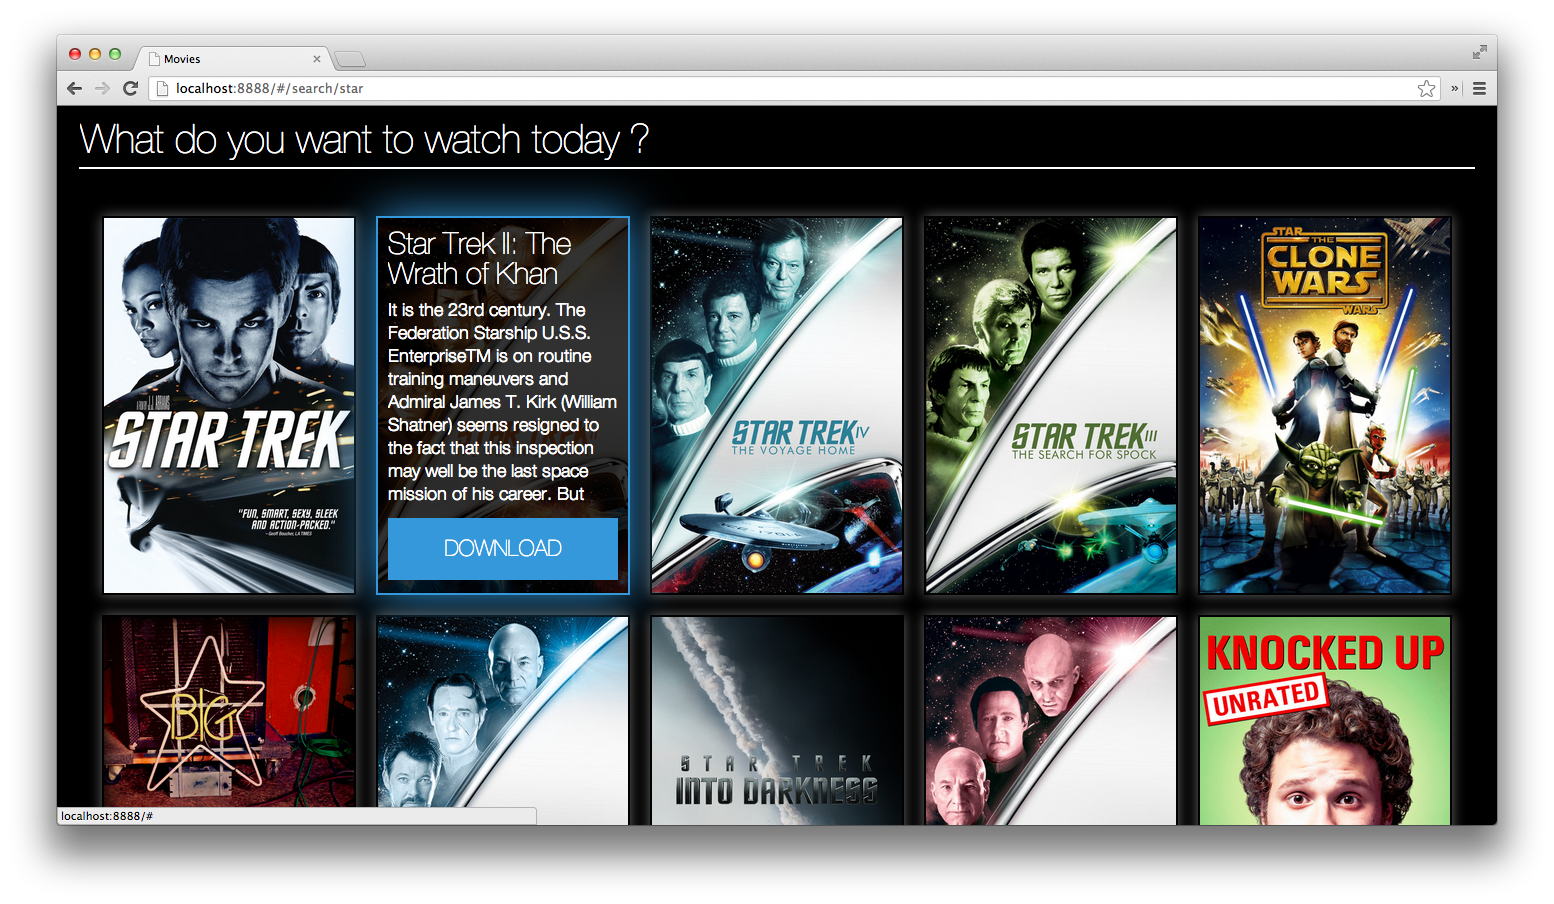 Movies
localhost:8888/#/search/star
What do you want to watch today ?
STAR TREK
"FUN, SMART, SEXY, SLEEK
AND ACTION-PACKED."
Star Trek II: The
Wrath of Khan
It is the 23rd century. The
Federation Starship U.S.S.
EnterpriseTM is on routine
training maneuvers and
Admiral James T. Kirk (William
Shatner) seems resigned to
the fact that this inspection
may well be the last space
mission of his career. But
DOWNLOAD
STAR TREK IV
THE VOYAGE HOME
STAR TREK III
THE SEARCH FOR SPOCK
STAR
THE
CLONE
WARS
WARS
BIG
STAR TREK
INTO DARKNESS
KNOCKED UP
UNRATED
localhost:8888/#